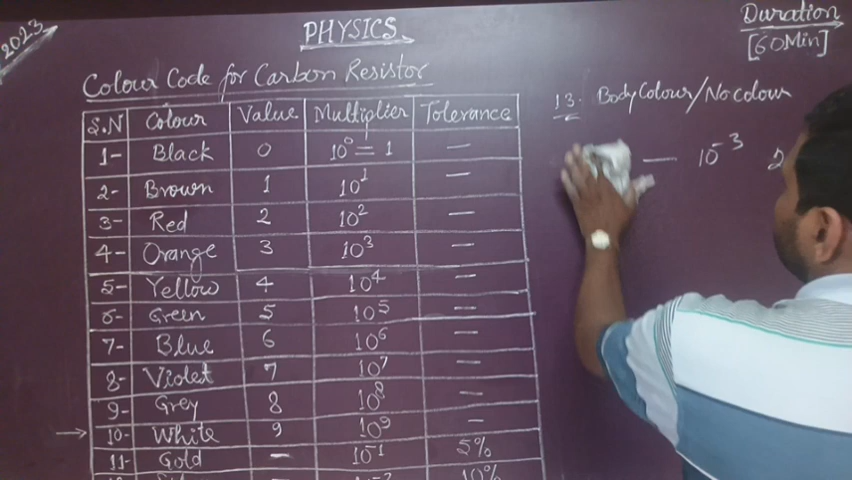 2023
PHYSICS
Duration
[60 Min]
Colour Code for Carbon Resistor
S.N Colour Value Multiplier Tolerance
1- Black 0 10⁰ = 1 —
2- Brown 1 10¹ —
3- Red 2 10² —
4- Orange 3 10³ —
5- Yellow 4 10⁴ —
6- Green 5 10⁵ —
7- Blue 6 10⁶ —
8- Violet 7 10⁷ —
9- Grey 8 10⁸ —
→ 10- White 9 10⁹ —
11- Gold — 10⁻¹ 5%
10%
13. Body Colour/No colour
— 10⁻³ 2